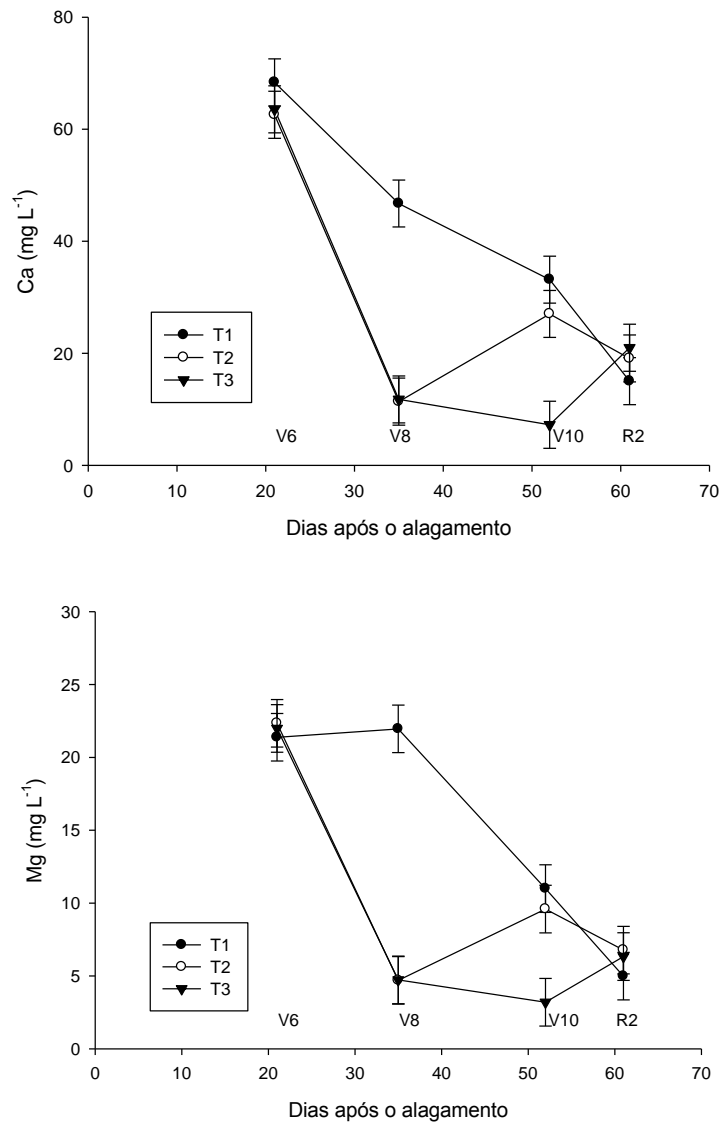 80
60
40
20
0
Ca (mg L⁻¹)
T1
T2
T3
V6 V8 V10 R2
0 10 20 30 40 50 60 70
Dias após o alagamento
30
25
20
15
10
5
0
Mg (mg L⁻¹)
T1
T2
T3
V6 V8 V10 R2
0 10 20 30 40 50 60 70
Dias após o alagamento